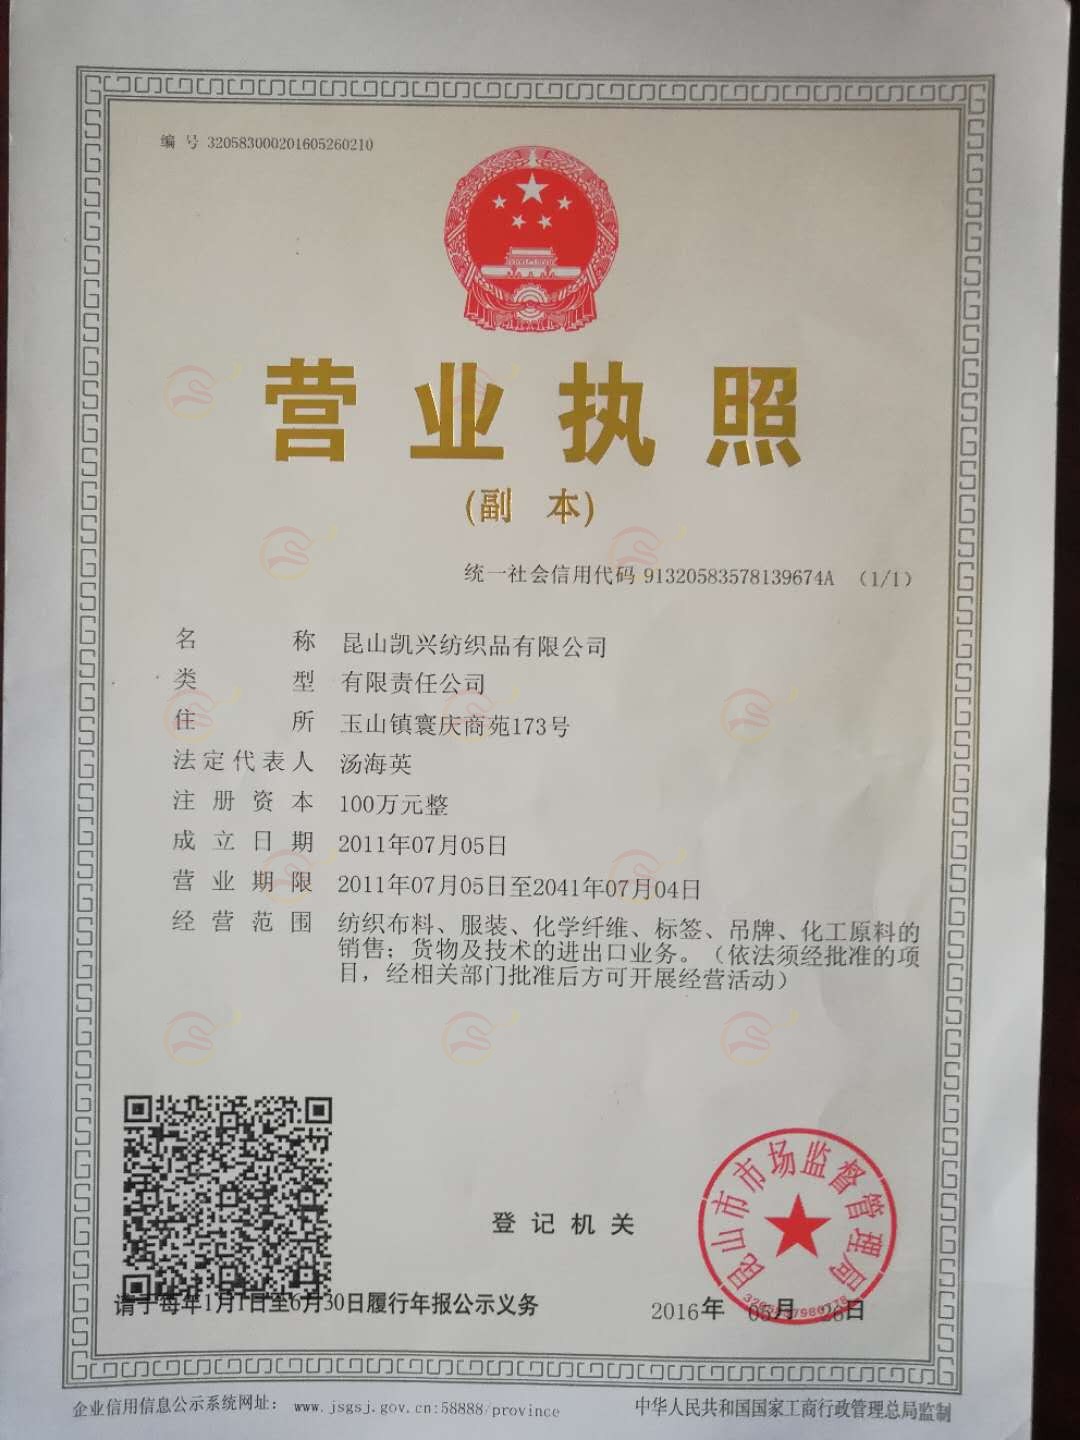 编 号 320583000201605260210
营业执照
(副 本)
统一社会信用代码 91320583578139674A (1/1)
名 称 昆山凯兴纺织品有限公司
类 型 有限责任公司
住 所 玉山镇寰庆商苑173号
法定代表人 汤海英
注册资本 100万元整
成立日期 2011年07月05日
营业期限 2011年07月05日至2041年07月04日
经营范围 纺织布料、服装、化学纤维、标签、吊牌、化工原料的
销售；货物及技术的进出口业务。（依法须经批准的项
目，经相关部门批准后方可开展经营活动）
登记机关
昆山市市场监督管理局
请于每年1月1日至6月30日履行年报公示义务
2016年 05月 26日
企业信用信息公示系统网址： www.jsgsj.gov.cn:58888/province
中华人民共和国国家工商行政管理总局监制